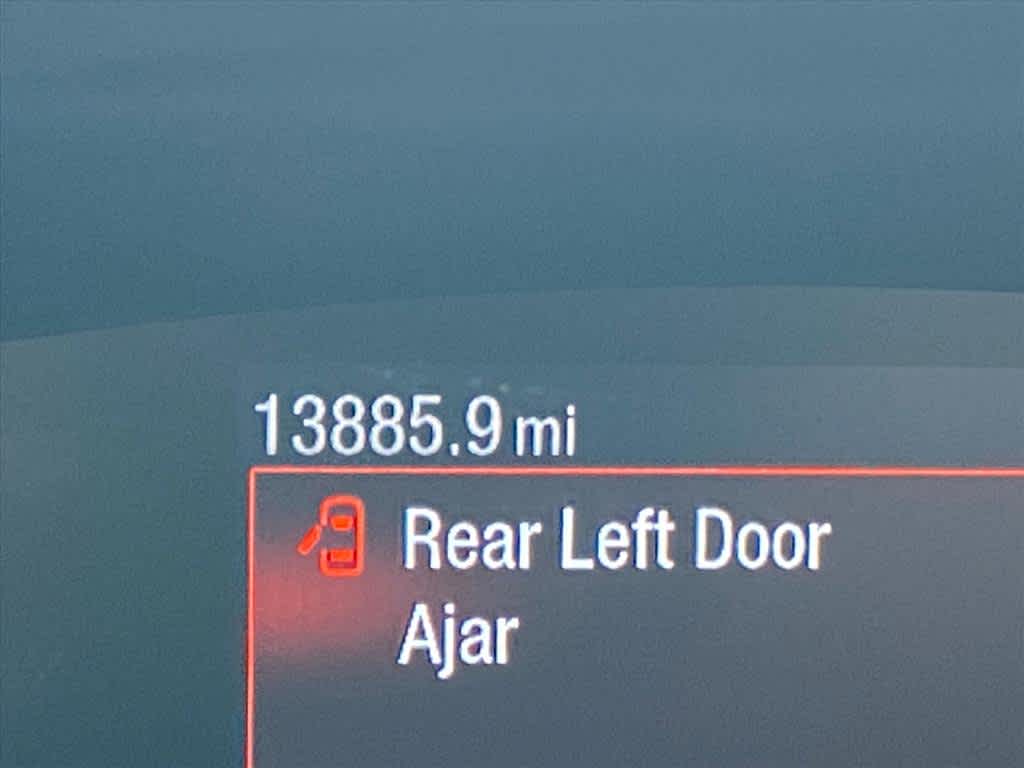 13885.9 mi
Rear Left Door
Ajar